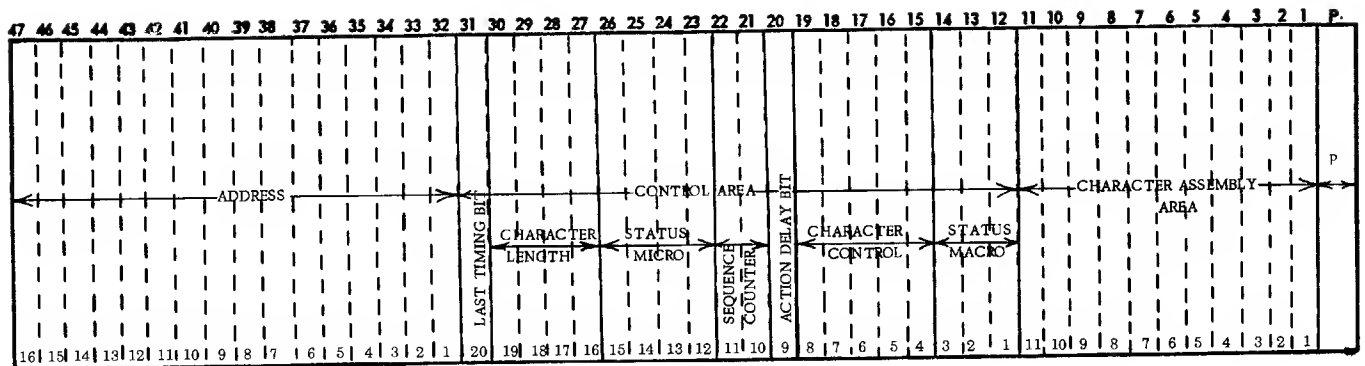 47 46 45 44 43 42 41 40 39 38 37 36 35 34 33 32 31 30 29 28 27 26 25 24 23 22 21 20 19 18 17 16 15 14 13 12 11 10 9 8 7 6 5 4 3 2 1 P.
P
ADDRESS
CONTROL AREA
CHARACTER ASSEMBLY
AREA
LAST TIMING BIT
CHARACTER
LENGTH
STATUS
MICRO
SEQUENCE
COUNTER
ACTION DELAY BIT
CHARACTER
CONTROL
STATUS
MACRO
16 15 14 13 12 11 10 9 8 7 6 5 4 3 2 1 20 19 18 17 16 15 14 13 12 11 10 9 8 7 6 5 4 3 2 1 11 10 9 8 7 6 5 4 3 2 1